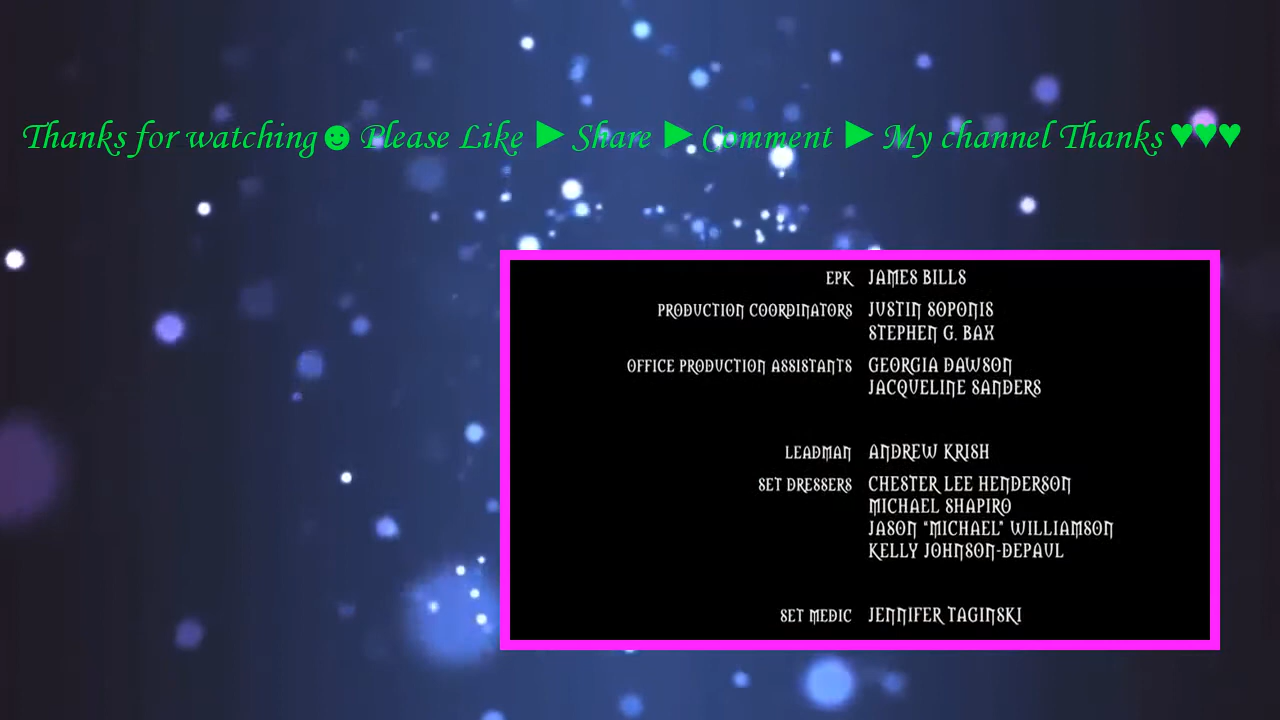 Thanks for watching☻Please Like ► Share ► Comment ► My channel Thanks ♥♥♥
EPK JAMES BILLS
PRODUCTION COORDINATORS JUSTIN SOPONIS
STEPHEN G. BAX
OFFICE PRODUCTION ASSISTANTS GEORGIA DAWSON
JACQUELINE SANDERS
LEADMAN ANDREW KRISH
SET DRESSERS CHESTER LEE HENDERSON
MICHAEL SHAPIRO
JASON "MICHAEL" WILLIAMSON
KELLY JOHNSON-DEPAUL
SET MEDIC JENNIFER TAGINSKI